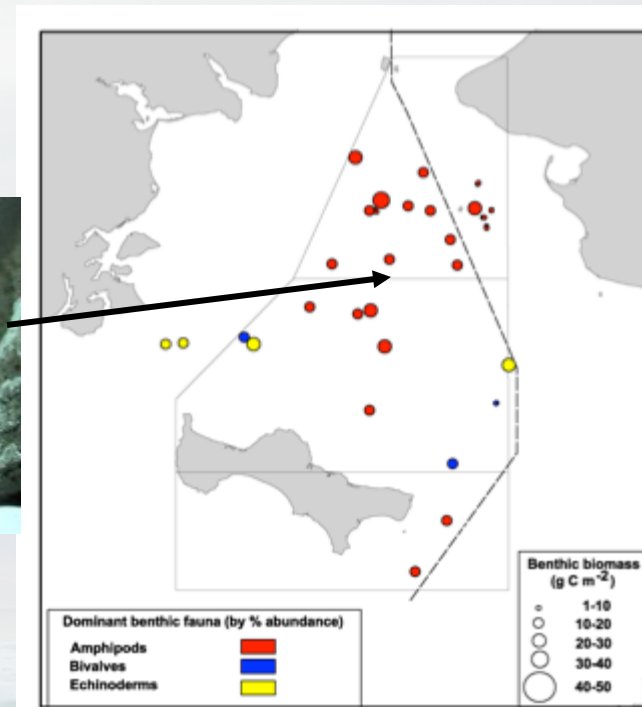 Dominant benthic fauna (by % abundance)
Amphipods
Bivalves
Echinoderms
Benthic biomass
(g C m⁻²)
1-10
10-20
20-30
30-40
40-50